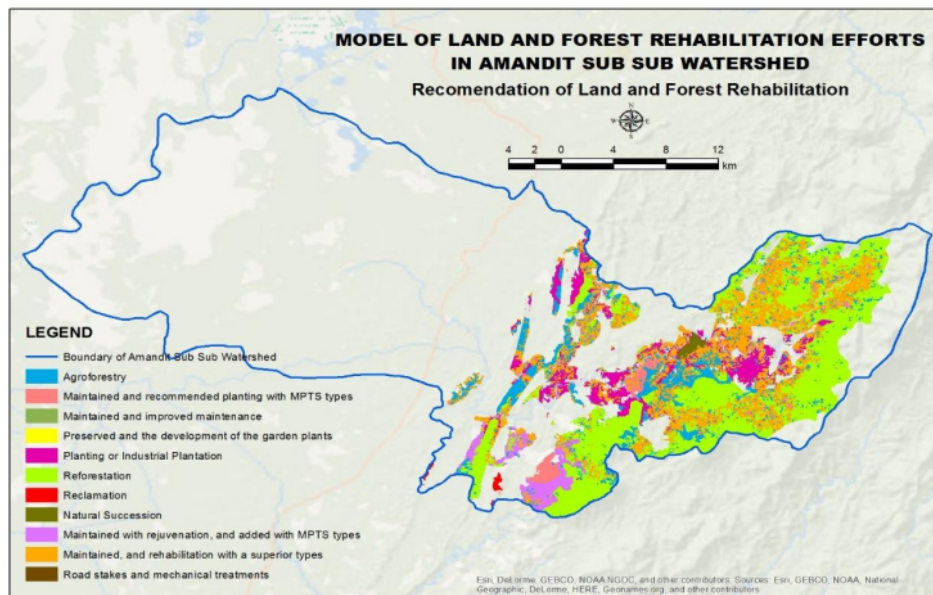 MODEL OF LAND AND FOREST REHABILITATION EFFORTS
IN AMANDIT SUB SUB WATERSHED
Recomendation of Land and Forest Rehabilitation
N
W E
S
4 2 0 4 8 12
km
LEGEND
Boundary of Amandit Sub Sub Watershed
Agroforestry
Maintained and recommended planting with MPTS types
Maintained and improved maintenance
Preserved and the development of the garden plants
Planting or Industrial Plantation
Reforestation
Reclamation
Natural Succession
Maintained with rejuvenation, and added with MPTS types
Maintained, and rehabilitation with a superior types
Road stakes and mechanical treatments
Esri, DeLorme, GEBCO, NOAA NGDC, and other contributors. Sources: Esri, GEBCO, NOAA, National
Geographic, DeLorme, HERE, Geonames.org, and other contributors